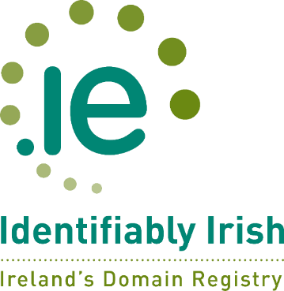 .ie
Identifiably Irish
Ireland's Domain Registry